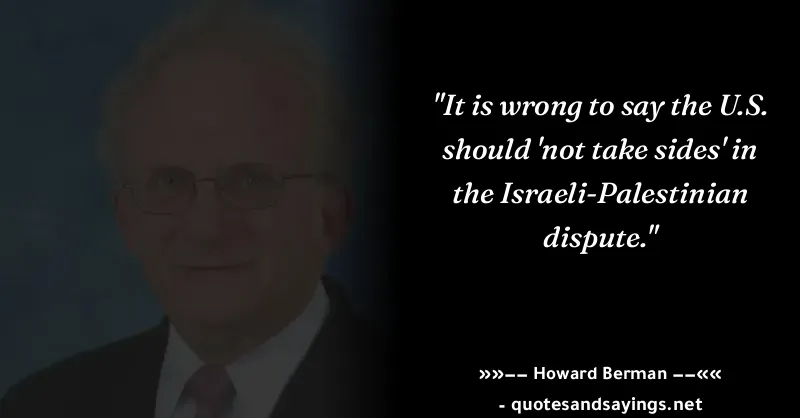 "It is wrong to say the U.S.
should 'not take sides' in
the Israeli-Palestinian
dispute."
»»−− Howard Berman −−««
- quotesandsayings.net